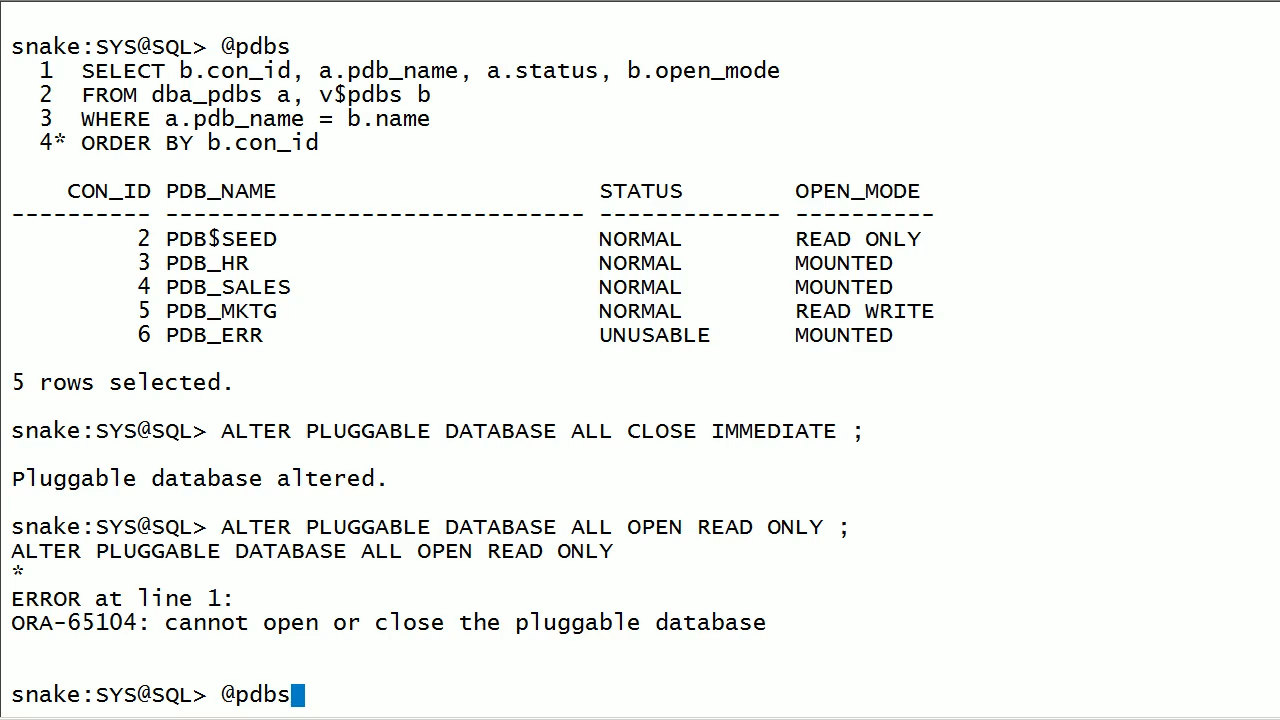 snake:SYS@SQL> @pdbs
  1  SELECT b.con_id, a.pdb_name, a.status, b.open_mode
  2  FROM dba_pdbs a, v$pdbs b
  3  WHERE a.pdb_name = b.name
  4* ORDER BY b.con_id
    CON_ID PDB_NAME                       STATUS        OPEN_MODE
---------- ------------------------------ ------------- ----------
         2 PDB$SEED                       NORMAL        READ ONLY
         3 PDB_HR                         NORMAL        MOUNTED
         4 PDB_SALES                      NORMAL        MOUNTED
         5 PDB_MKTG                       NORMAL        READ WRITE
         6 PDB_ERR                        UNUSABLE      MOUNTED
5 rows selected.
snake:SYS@SQL> ALTER PLUGGABLE DATABASE ALL CLOSE IMMEDIATE ;
Pluggable database altered.
snake:SYS@SQL> ALTER PLUGGABLE DATABASE ALL OPEN READ ONLY ;
ALTER PLUGGABLE DATABASE ALL OPEN READ ONLY
*
ERROR at line 1:
ORA-65104: cannot open or close the pluggable database
snake:SYS@SQL> @pdbs